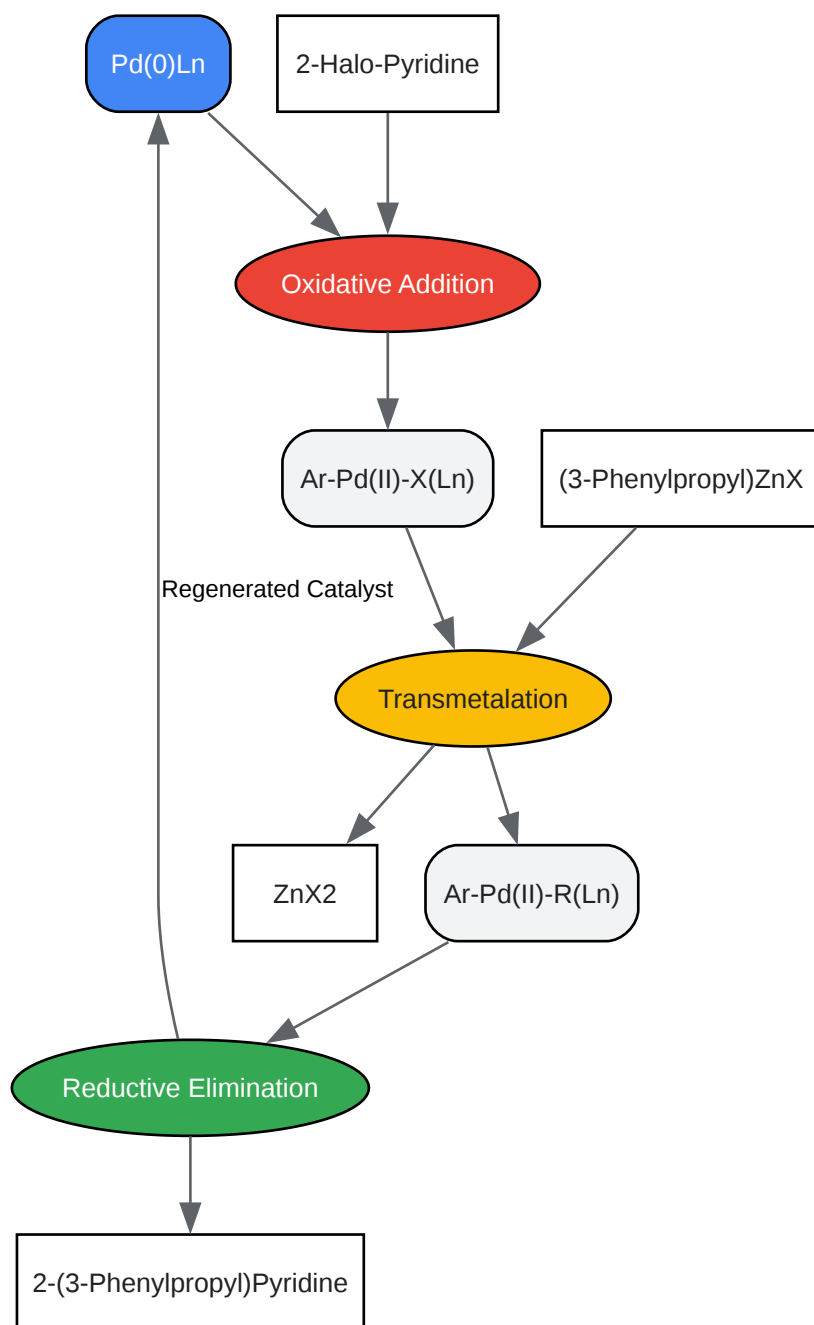 Pd(0)Ln
2-Halo-Pyridine
Oxidative Addition
Ar-Pd(II)-X(Ln)
(3-Phenylpropyl)ZnX
Regenerated Catalyst
Transmetalation
ZnX2
Ar-Pd(II)-R(Ln)
Reductive Elimination
2-(3-Phenylpropyl)Pyridine